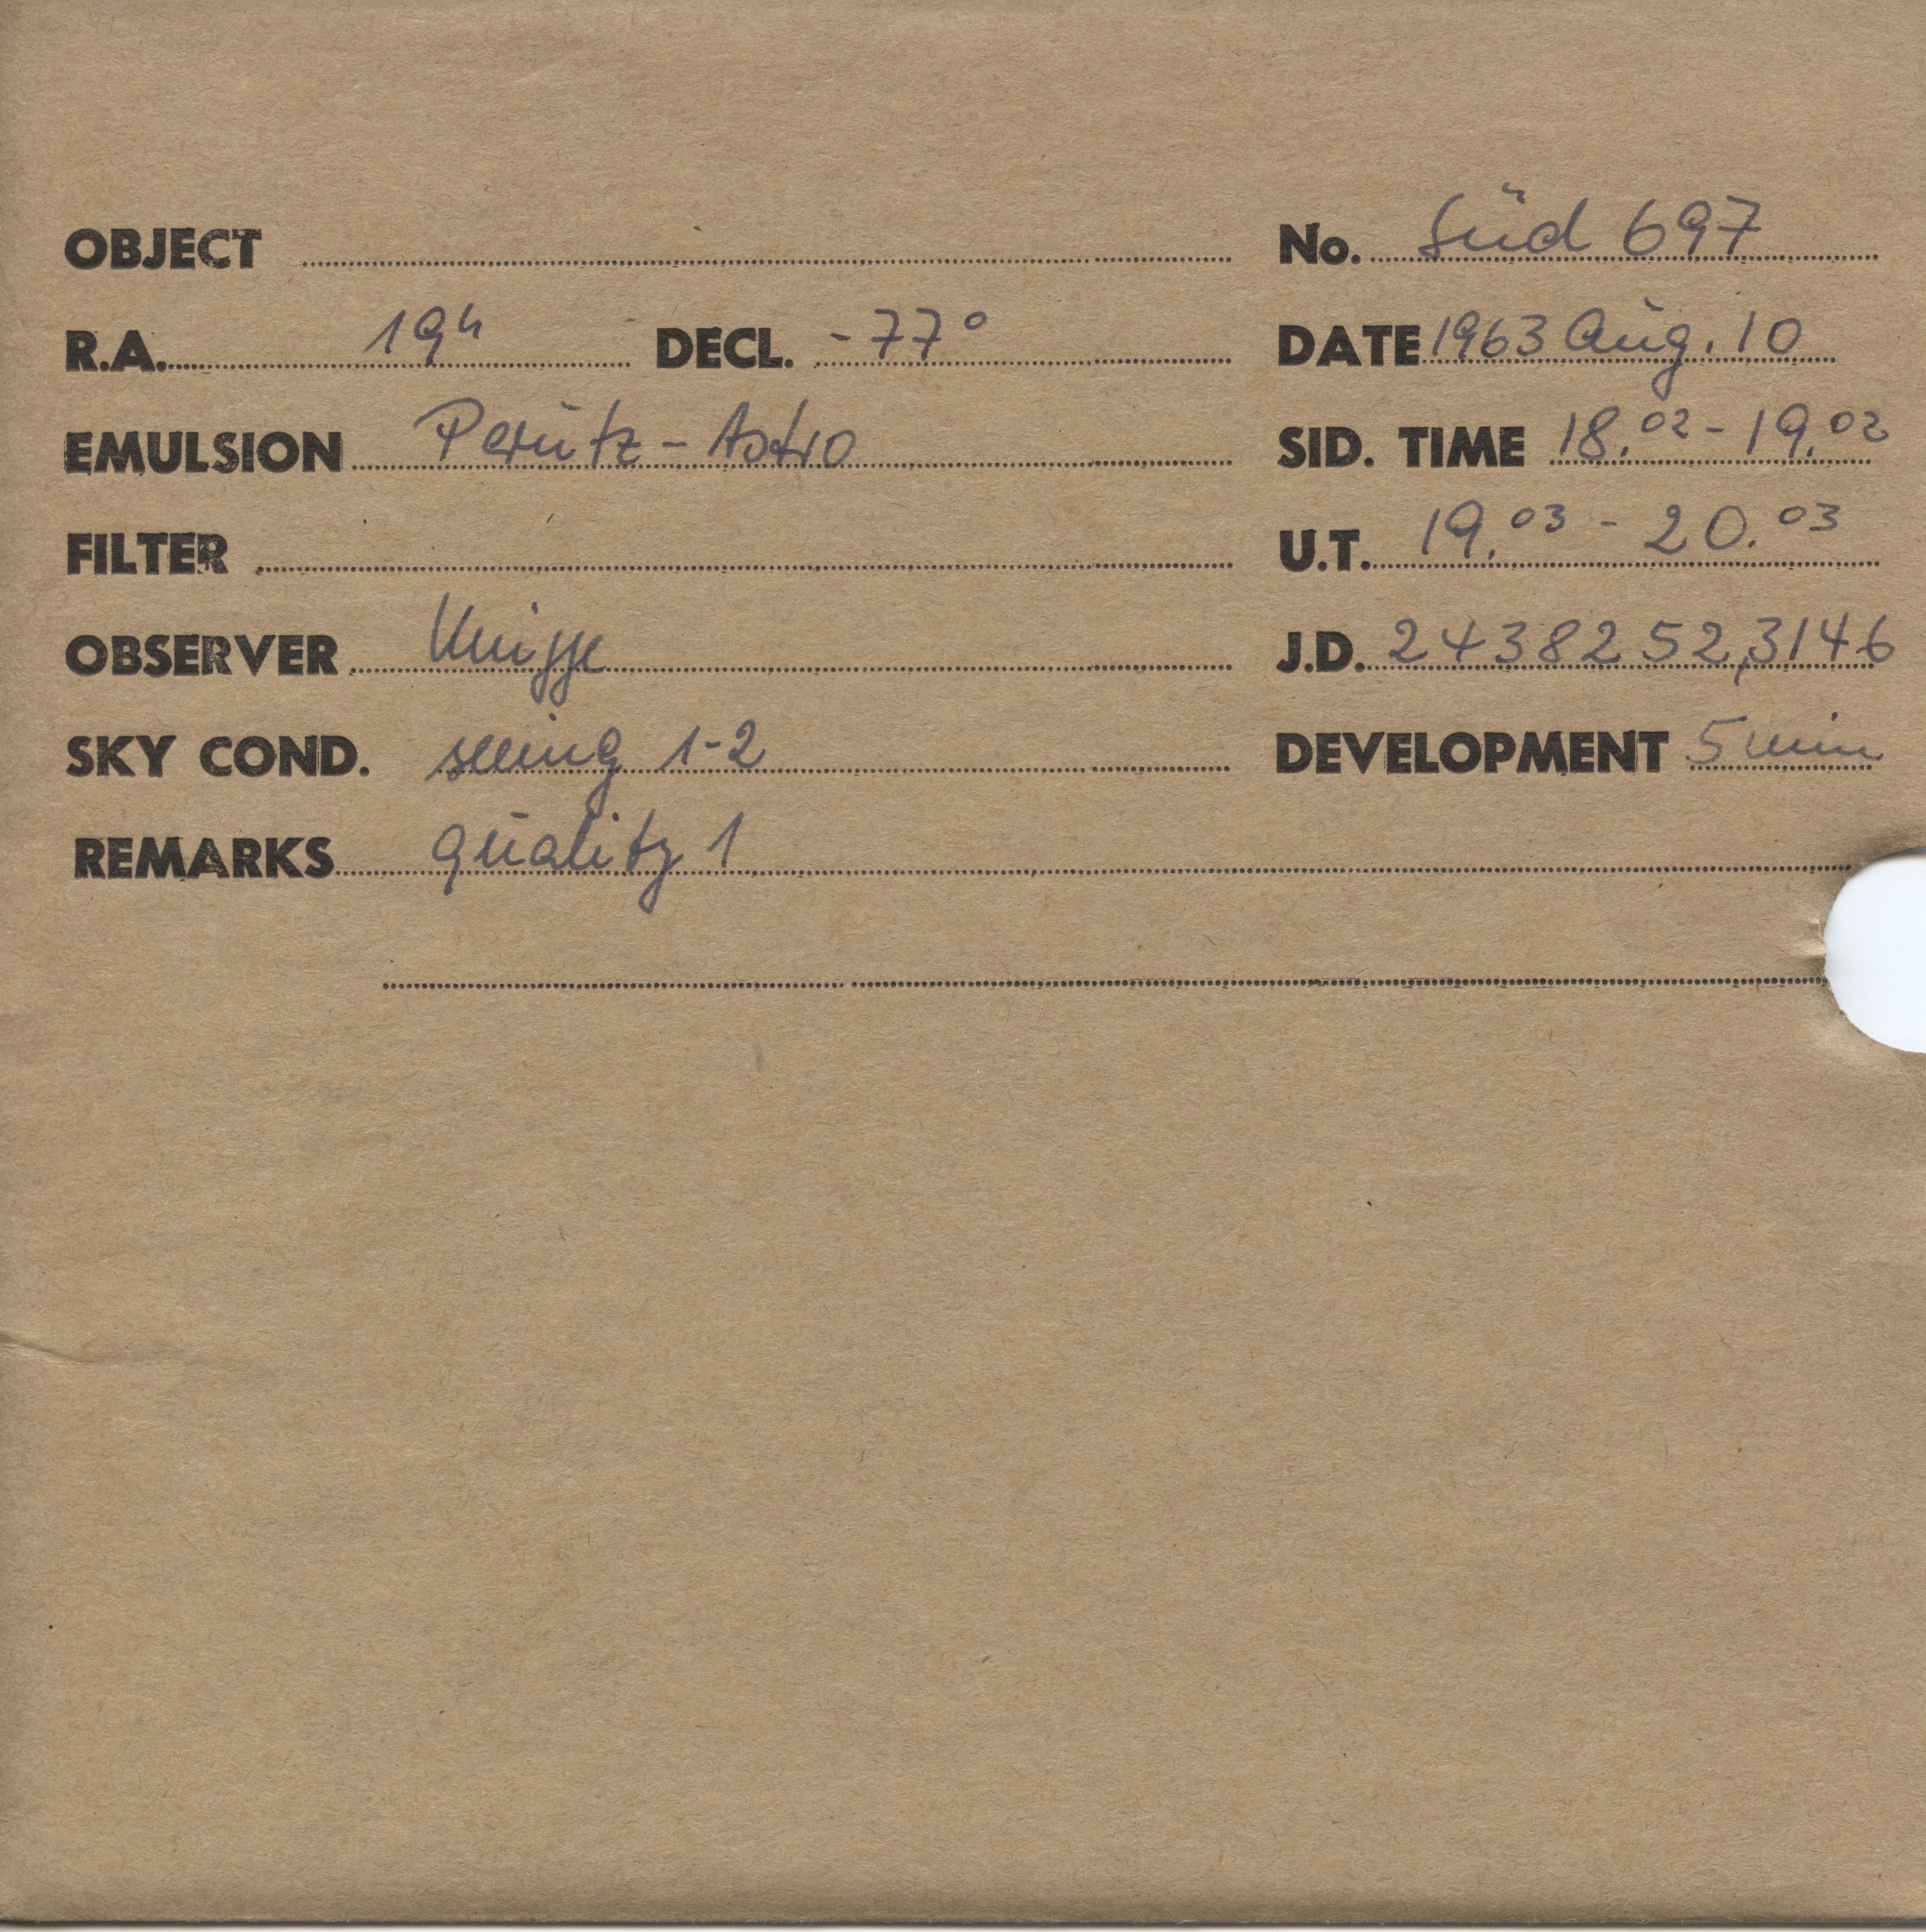 OBJECT No. Süd 697
R.A. 19h DECL. -77° DATE 1963 Aug. 10
EMULSION Perutz - Astro SID. TIME 18.02 - 19.02
FILTER U.T. 19.03 - 20.03
OBSERVER Knigge J.D. 2438252,3146
SKY COND. seeing 1-2 DEVELOPMENT 5 min
REMARKS quality 1